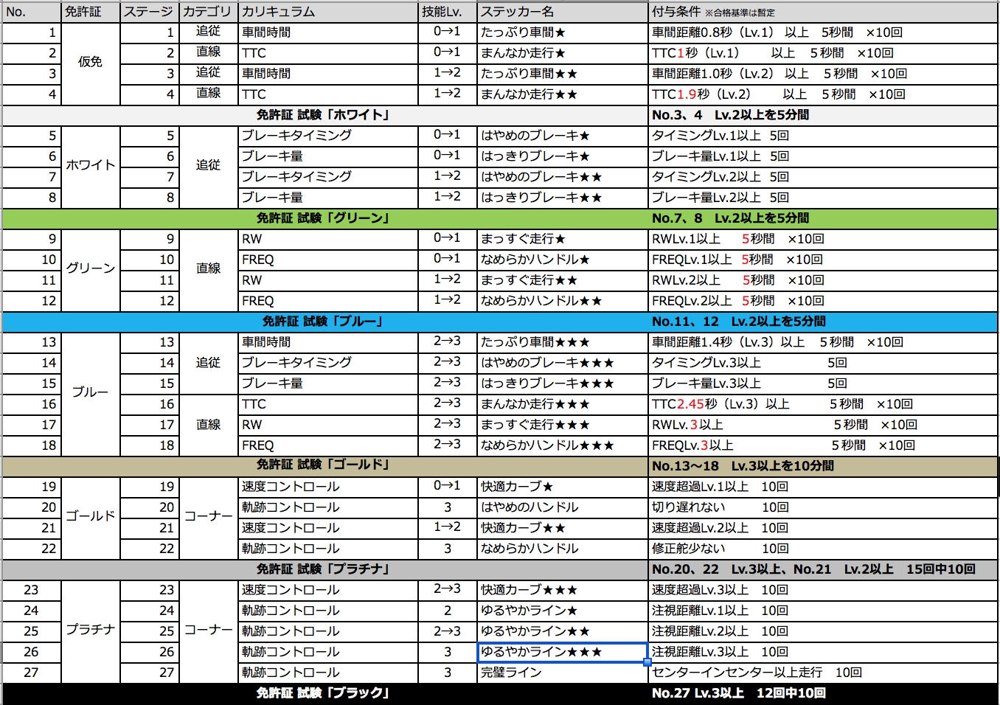 No. 免許証 ステージ カテゴリ カリキュラム 技能Lv. ステッカー名 付与条件 ※合格基準は暫定
1 仮免 1 追従 車間時間 0→1 たっぷり車間★ 車間距離0.8秒（Lv.1） 以上 5秒間 ×10回
2 2 直線 TTC 0→1 まんなか走行★ TTC1秒（Lv.1） 以上 5秒間 ×10回
3 3 追従 車間時間 1→2 たっぷり車間★★ 車間距離1.0秒（Lv.2） 以上 5秒間 ×10回
4 4 直線 TTC 1→2 まんなか走行★★ TTC1.9秒（Lv.2） 以上 5秒間 ×10回
免許証 試験「ホワイト」 No.3、4 Lv.2以上を5分間
5 ホワイト 5 追従 ブレーキタイミング 0→1 はやめのブレーキ★ タイミングLv.1以上 5回
6 6 ブレーキ量 0→1 はっきりブレーキ★ ブレーキ量Lv.1以上 5回
7 7 ブレーキタイミング 1→2 はやめのブレーキ★★ タイミングLv.2以上 5回
8 8 ブレーキ量 1→2 はっきりブレーキ★★ ブレーキ量Lv.2以上 5回
免許証 試験「グリーン」 No.7、8 Lv.2以上を5分間
9 グリーン 9 直線 RW 0→1 まっすぐ走行★ RWLv.1以上 5秒間 ×10回
10 10 FREQ 0→1 なめらかハンドル★ FREQLv.1以上 5秒間 ×10回
11 11 RW 1→2 まっすぐ走行★★ RWLv.2以上 5秒間 ×10回
12 12 FREQ 1→2 なめらかハンドル★★ FREQLv.2以上 5秒間 ×10回
免許証 試験「ブルー」 No.11、12 Lv.2以上を5分間
13 ブルー 13 追従 車間時間 2→3 たっぷり車間★★★ 車間距離1.4秒（Lv.3）以上 5秒間 ×10回
14 14 ブレーキタイミング 2→3 はやめのブレーキ★★★ タイミングLv.3以上 5回
15 15 ブレーキ量 2→3 はっきりブレーキ★★★ ブレーキ量Lv.3以上 5回
16 16 直線 TTC 2→3 まんなか走行★★★ TTC2.45秒（Lv.3）以上 5秒間 ×10回
17 17 RW 2→3 まっすぐ走行★★★ RWLv.3以上 5秒間 ×10回
18 18 FREQ 2→3 なめらかハンドル★★★ FREQLv.3以上 5秒間 ×10回
免許証 試験「ゴールド」 No.13〜18 Lv.3以上を10分間
19 ゴールド 19 コーナー 速度コントロール 0→1 快適カーブ★ 速度超過Lv.1以上 10回
20 20 軌跡コントロール 3 はやめのハンドル 切り遅れない 10回
21 21 速度コントロール 1→2 快適カーブ★★ 速度超過Lv.2以上 10回
22 22 軌跡コントロール 3 なめらかハンドル 修正舵少ない 10回
免許証 試験「プラチナ」 No.20、22 Lv.3以上、No.21 Lv.2以上 15回中10回
23 プラチナ 23 コーナー 速度コントロール 2→3 快適カーブ★★★ 速度超過Lv.3以上 10回
24 24 軌跡コントロール 2 ゆるやかライン★ 注視距離Lv.1以上 10回
25 25 軌跡コントロール 2→3 ゆるやかライン★★ 注視距離Lv.2以上 10回
26 26 軌跡コントロール 3 ゆるやかライン★★★ 注視距離Lv.3以上 10回
27 27 軌跡コントロール 3 完璧ライン センターインセンター以上走行 10回
免許証 試験「ブラック」 No.27 Lv.3以上 12回中10回